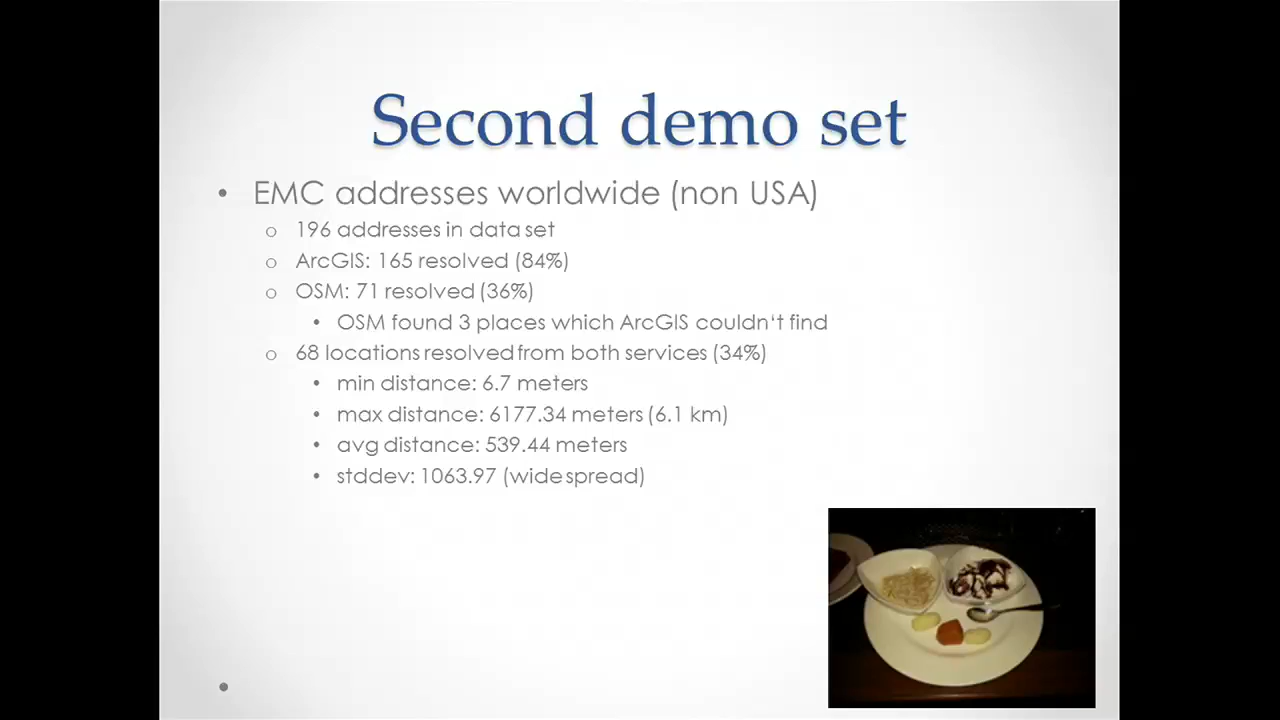 Second demo set
• EMC addresses worldwide (non USA)
o 196 addresses in data set
o ArcGIS: 165 resolved (84%)
o OSM: 71 resolved (36%)
• OSM found 3 places which ArcGIS couldn‘t find
o 68 locations resolved from both services (34%)
• min distance: 6.7 meters
• max distance: 6177.34 meters (6.1 km)
• avg distance: 539.44 meters
• stddev: 1063.97 (wide spread)
•